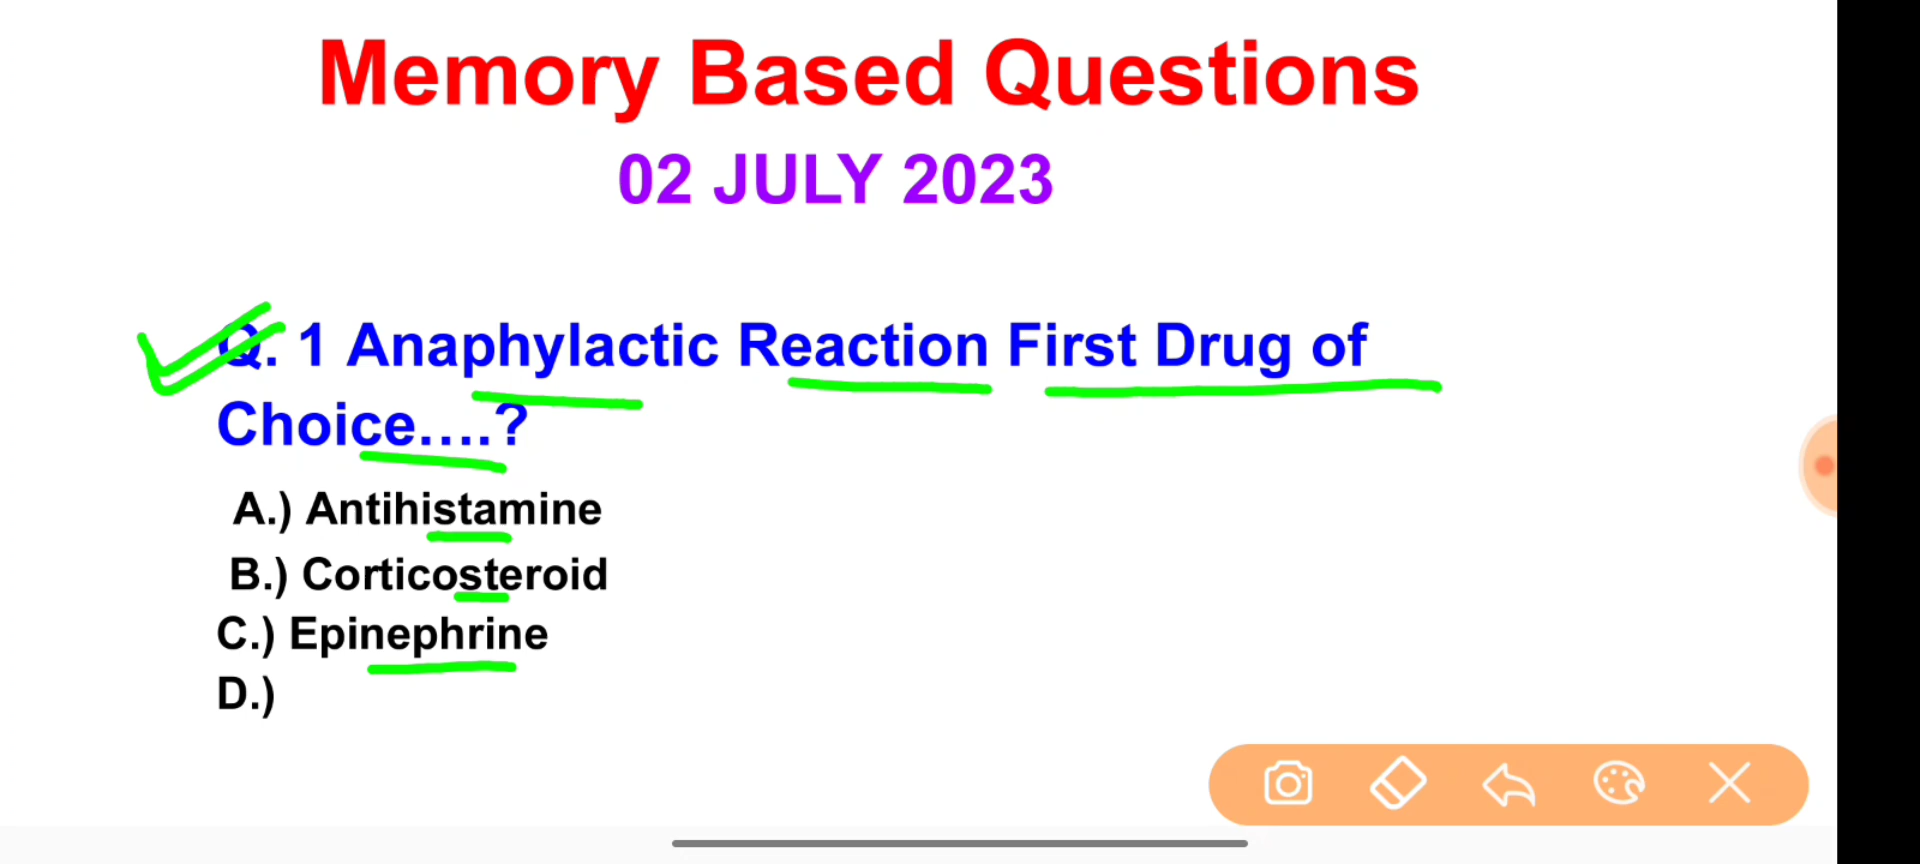 Memory Based Questions
02 JULY 2023
Q. 1 Anaphylactic Reaction First Drug of
Choice....?
A.) Antihistamine
B.) Corticosteroid
C.) Epinephrine
D.)